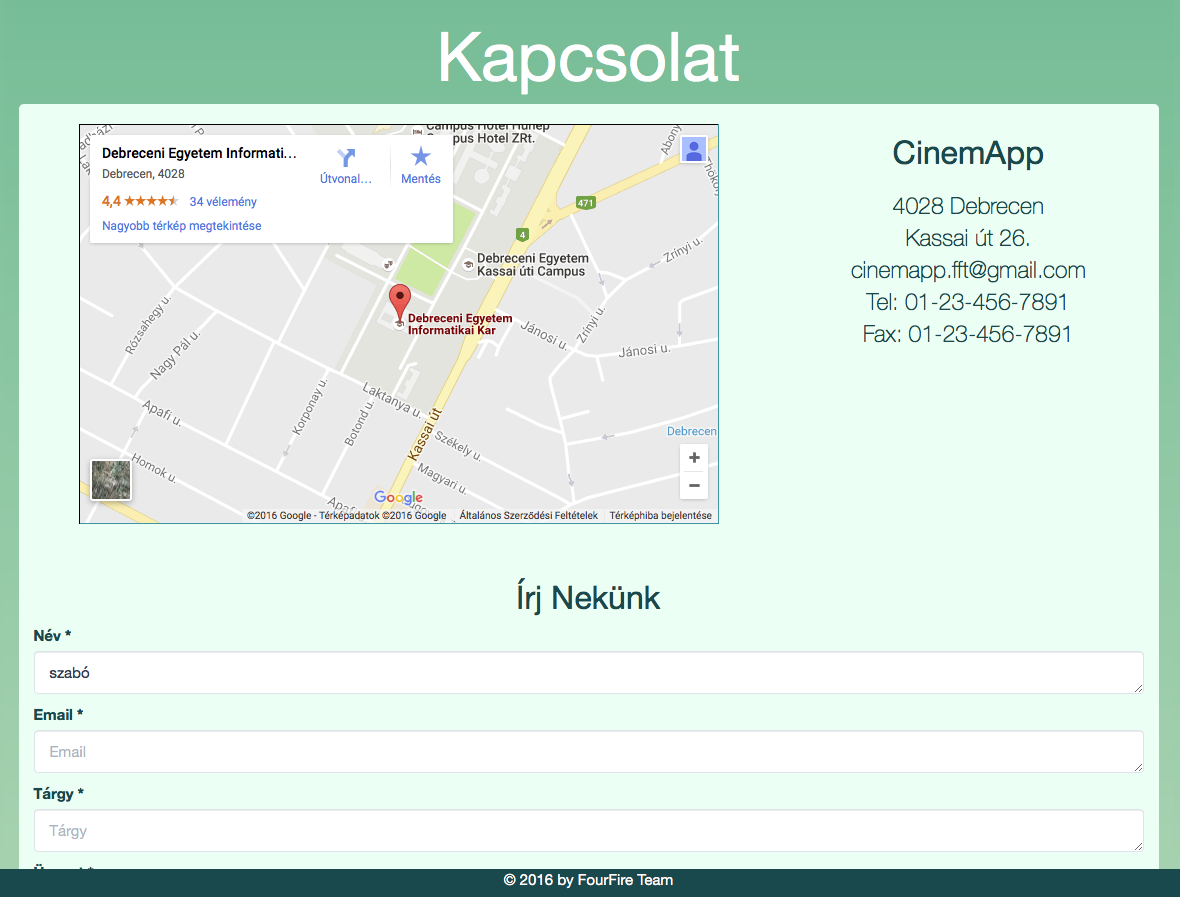 Kapcsolat
Campus Hotel Hunép
Campus Hotel ZRt.
Debreceni Egyetem Informati...
Debrecen, 4028
4,4
34 vélemény
Nagyobb térkép megtekintése
Útvonal...
Mentés
471
4
Debreceni Egyetem
Kassai úti Campus
Debreceni Egyetem
Informatikai Kar
Zrínyi u.
Zrínyi u.
Jánosi u.
Jánosi u.
Rózsahegy u.
Nagy Pál u.
Apafi u.
Homok u.
Korponay u.
Botond u.
Laktanya u.
Kassai út
Székely u.
Magyari u.
Debrecen
+
−
Google
©2016 Google - Térképadatok ©2016 Google
Általános Szerződési Feltételek
Térképhiba bejelentése
CinemApp
4028 Debrecen
Kassai út 26.
cinemapp.fft@gmail.com
Tel: 01-23-456-7891
Fax: 01-23-456-7891
Írj Nekünk
Név *
szabó
Email *
Email
Tárgy *
Tárgy
© 2016 by FourFire Team